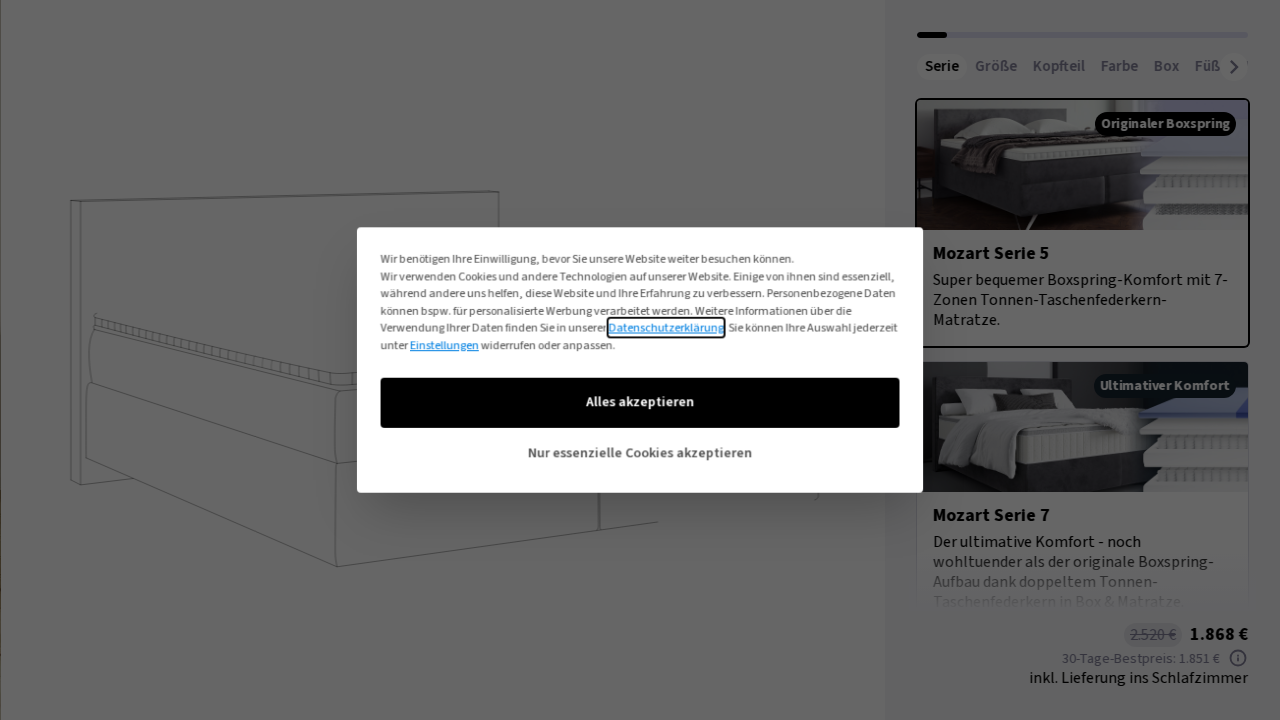 Serie Größe Kopfteil Farbe Box Füß
Originaler Boxspring
Mozart Serie 5
Super bequemer Boxspring-Komfort mit 7-
Zonen Tonnen-Taschenfederkern-
Matratze.
Ultimativer Komfort
Mozart Serie 7
Der ultimative Komfort - noch
wohltuender als der originale Boxspring-
Aufbau dank doppeltem Tonnen-
Taschenfederkern in Box & Matratze.
2.520 € 1.868 €
30-Tage-Bestpreis: 1.851 €
inkl. Lieferung ins Schlafzimmer
Wir benötigen Ihre Einwilligung, bevor Sie unsere Website weiter besuchen können.
Wir verwenden Cookies und andere Technologien auf unserer Website. Einige von ihnen sind essenziell,
während andere uns helfen, diese Website und Ihre Erfahrung zu verbessern. Personenbezogene Daten
können bspw. für personalisierte Werbung verarbeitet werden. Weitere Informationen über die
Verwendung Ihrer Daten finden Sie in unserer Datenschutzerklärung. Sie können Ihre Auswahl jederzeit
unter Einstellungen widerrufen oder anpassen.
Alles akzeptieren
Nur essenzielle Cookies akzeptieren